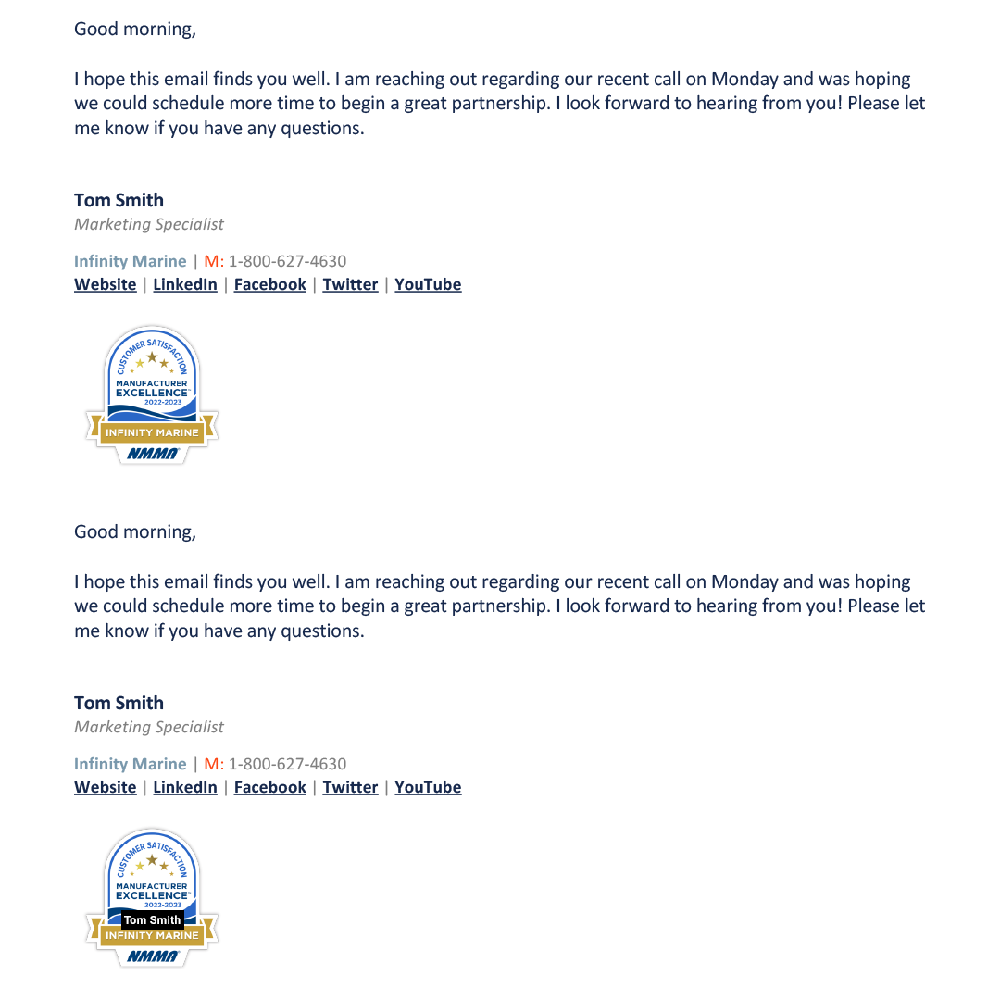 Good morning,
I hope this email finds you well. I am reaching out regarding our recent call on Monday and was hoping
we could schedule more time to begin a great partnership. I look forward to hearing from you! Please let
me know if you have any questions.
Tom Smith
Marketing Specialist
Infinity Marine | M: 1-800-627-4630
Website | LinkedIn | Facebook | Twitter | YouTube
CUSTOMER SATISFACTION
MANUFACTURER
EXCELLENCE™
2022-2023
INFINITY MARINE
NMMA®
Good morning,
I hope this email finds you well. I am reaching out regarding our recent call on Monday and was hoping
we could schedule more time to begin a great partnership. I look forward to hearing from you! Please let
me know if you have any questions.
Tom Smith
Marketing Specialist
Infinity Marine | M: 1-800-627-4630
Website | LinkedIn | Facebook | Twitter | YouTube
CUSTOMER SATISFACTION
MANUFACTURER
EXCELLENCE™
2022-2023
Tom Smith
INFINITY MARINE
NMMA®